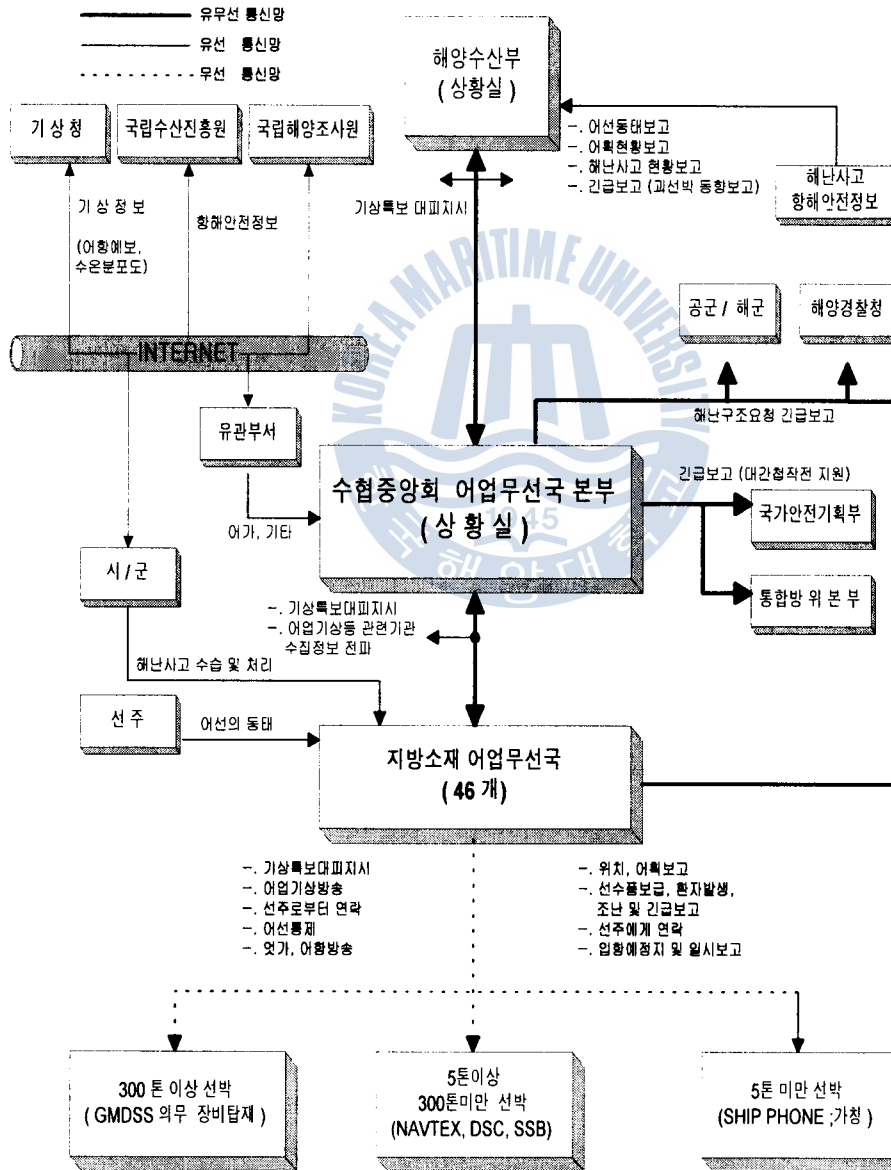 유무선 통신망
유선 통신망
무선 통신망
해양수산부
( 상황실 )
기 상 청
국립수산진흥원
국립해양조사원
-. 어선동태보고
-. 어획현황보고
-. 해난사고 현황보고
-. 긴급보고 (괴선박 동향보고)
해난사고
항해안전정보
기 상 정 보
(어항예보,
수온분포도)
항해안전정보
기상특보 대피지시
공군 / 해군
해양경찰청
INTERNET
유관부서
해난구조요청 긴급보고
수협중앙회 어업무선국 본부
( 상 황 실 )
긴급보고 (대간첩작전 지원)
국가안전기획부
어가, 기타
시 / 군
통합방 위 본 부
-. 기상특보대피지시
-. 어업기상등 관련기관
수집정보 전파
해난사고 수습 및 처리
선 주
어선의 동태
지방소재 어업무선국
( 46 개)
-. 기상특보대피지시
-. 어업기상방송
-. 선주로부터 연락
-. 어선통제
-. 엇가, 어항방송
-. 위치, 어획보고
-. 선수품보급, 환자발생,
조난 및 긴급보고
-. 선주에게 연락
-. 입항예정지 및 일시보고
300 톤 이상 선박
( GMDSS 의무 장비탑재 )
5톤이상
300톤미만 선박
(NAVTEX, DSC, SSB)
5톤 미만 선박
(SHIP PHONE ;가칭 )
KOREA MARITIME UNIVERSITY
1945
한국해양대학교